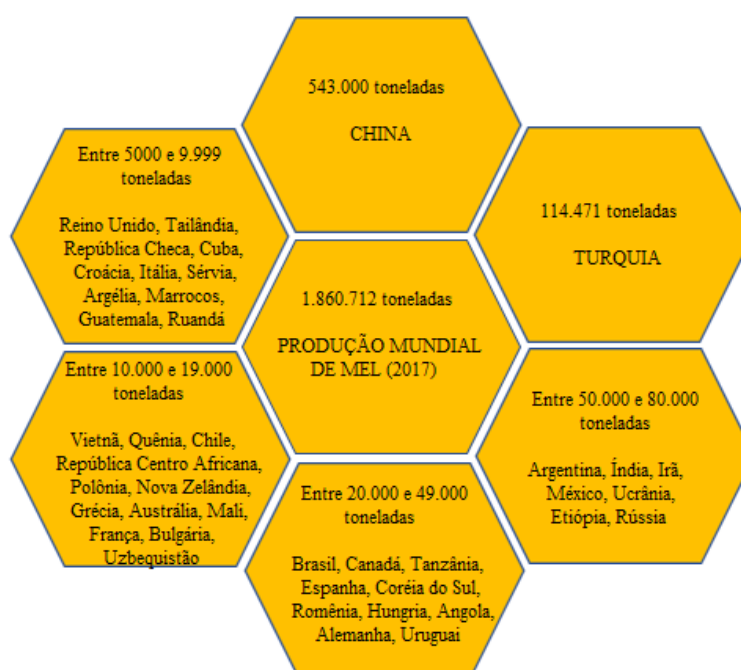 543.000 toneladas
CHINA
Entre 5000 e 9.999
toneladas
Reino Unido, Tailândia,
República Checa, Cuba,
Croácia, Itália, Sérvia,
Argélia, Marrocos,
Guatemala, Ruandá
114.471 toneladas
TURQUIA
1.860.712 toneladas
PRODUÇÃO MUNDIAL
DE MEL (2017)
Entre 10.000 e 19.000
toneladas
Vietnã, Quênia, Chile,
República Centro Africana,
Polônia, Nova Zelândia,
Grécia, Austrália, Mali,
França, Bulgária,
Uzbequistão
Entre 50.000 e 80.000
toneladas
Argentina, Índia, Irã,
México, Ucrânia,
Etiópia, Rússia
Entre 20.000 e 49.000
toneladas
Brasil, Canadá, Tanzânia,
Espanha, Coréia do Sul,
Romênia, Hungria, Angola,
Alemanha, Uruguai